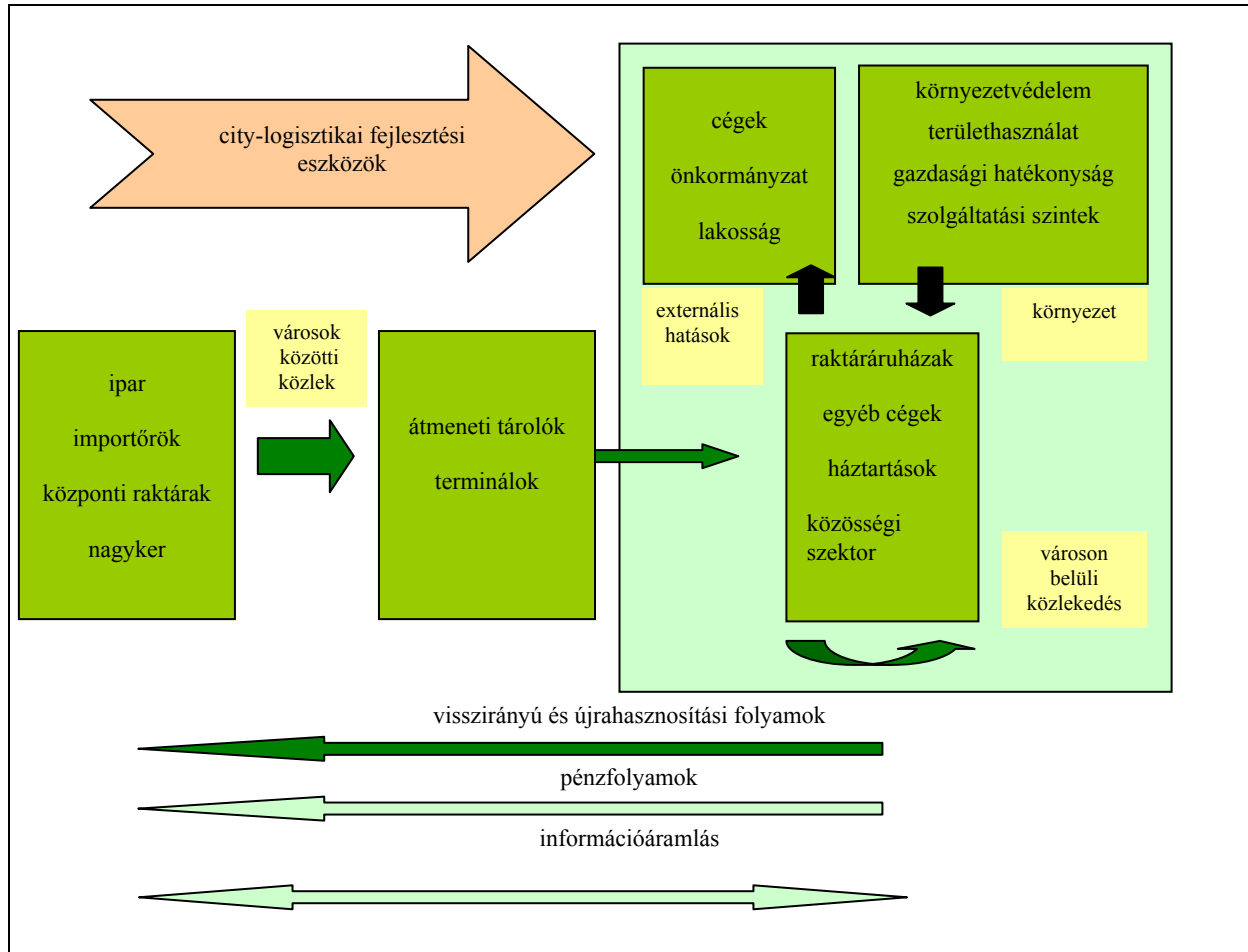 city-logisztikai fejlesztési
eszközök
cégek
önkormányzat
lakosság
környezetvédelem
területhasználat
gazdasági hatékonyság
szolgáltatási szintek
externális
hatások
környezet
ipar
importőrök
központi raktárak
nagyker
városok
közötti
közlek
átmeneti tárolók
terminálok
raktáráruházak
egyéb cégek
háztartások
közösségi
szektor
városon
belüli
közlekedés
visszirányú és újrahasznosítási folyamok
pénzfolyamok
információáramlás